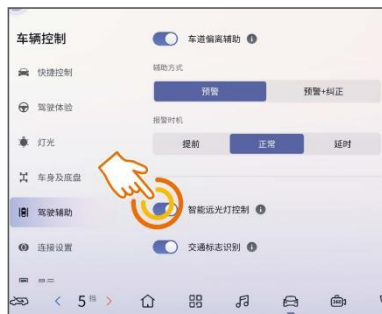 车辆控制
车道偏离辅助
快捷控制
辅助方式
预警 预警+纠正
驾驶体验
报警时机
灯光
提前 正常 延时
车身及底盘
驾驶辅助
智能远光灯控制
连接设置
交通标志识别
< 5档 >